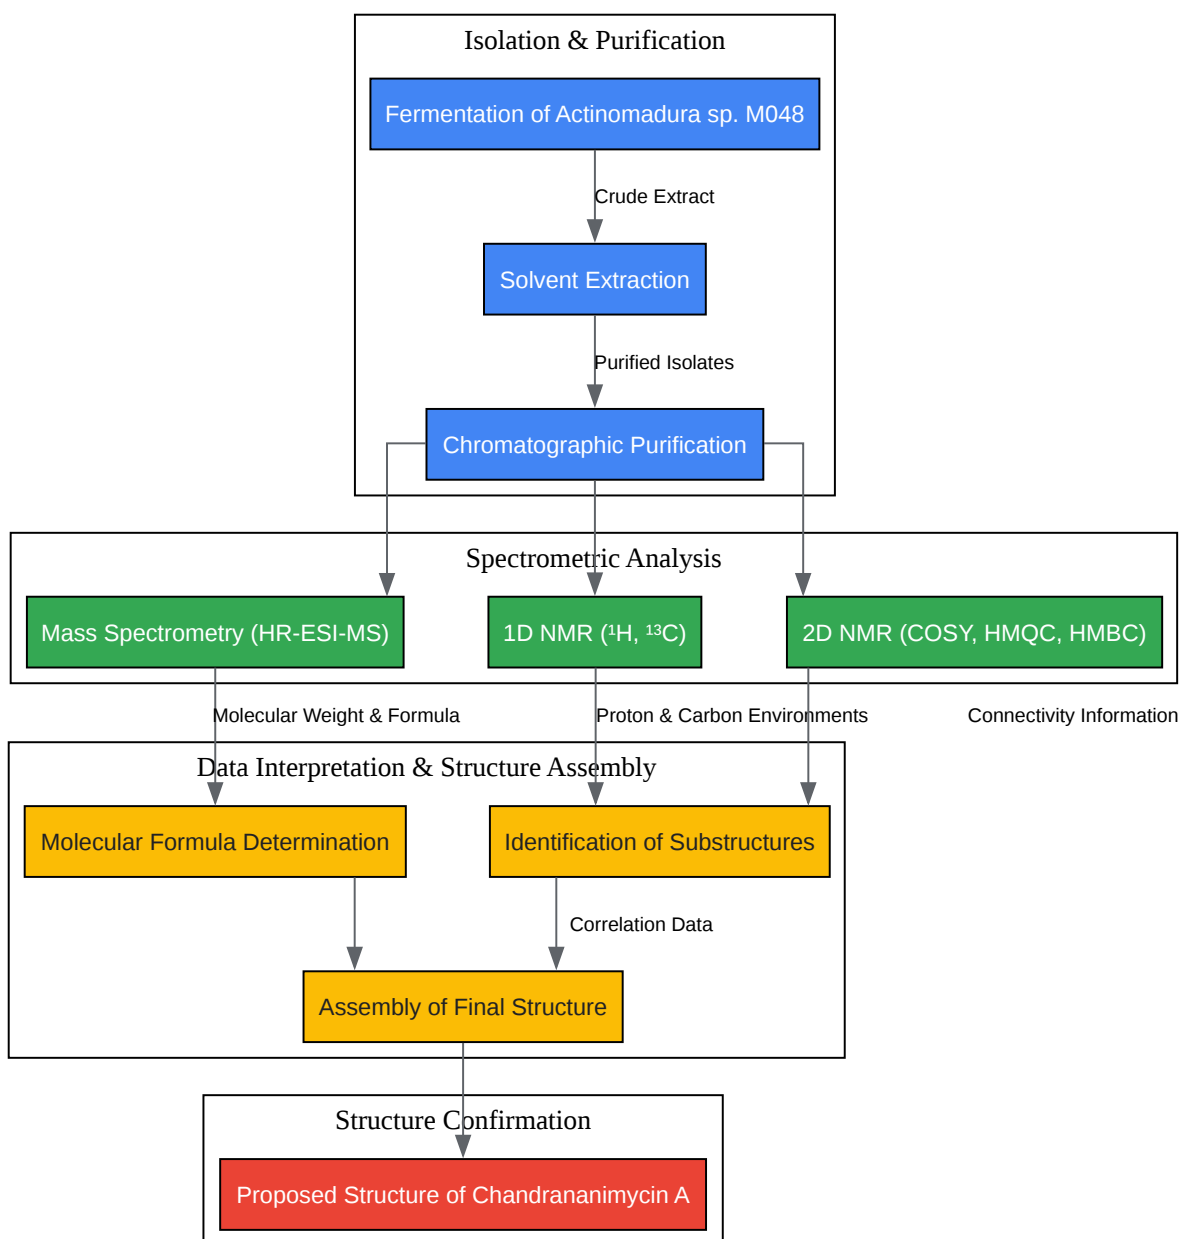 Isolation & Purification
Fermentation of Actinomadura sp. M048
Crude Extract
Solvent Extraction
Purified Isolates
Chromatographic Purification
Spectrometric Analysis
Mass Spectrometry (HR-ESI-MS)
1D NMR (¹H, ¹³C)
2D NMR (COSY, HMQC, HMBC)
Molecular Weight & Formula
Proton & Carbon Environments
Connectivity Information
Data Interpretation & Structure Assembly
Molecular Formula Determination
Identification of Substructures
Correlation Data
Assembly of Final Structure
Structure Confirmation
Proposed Structure of Chandrananimycin A